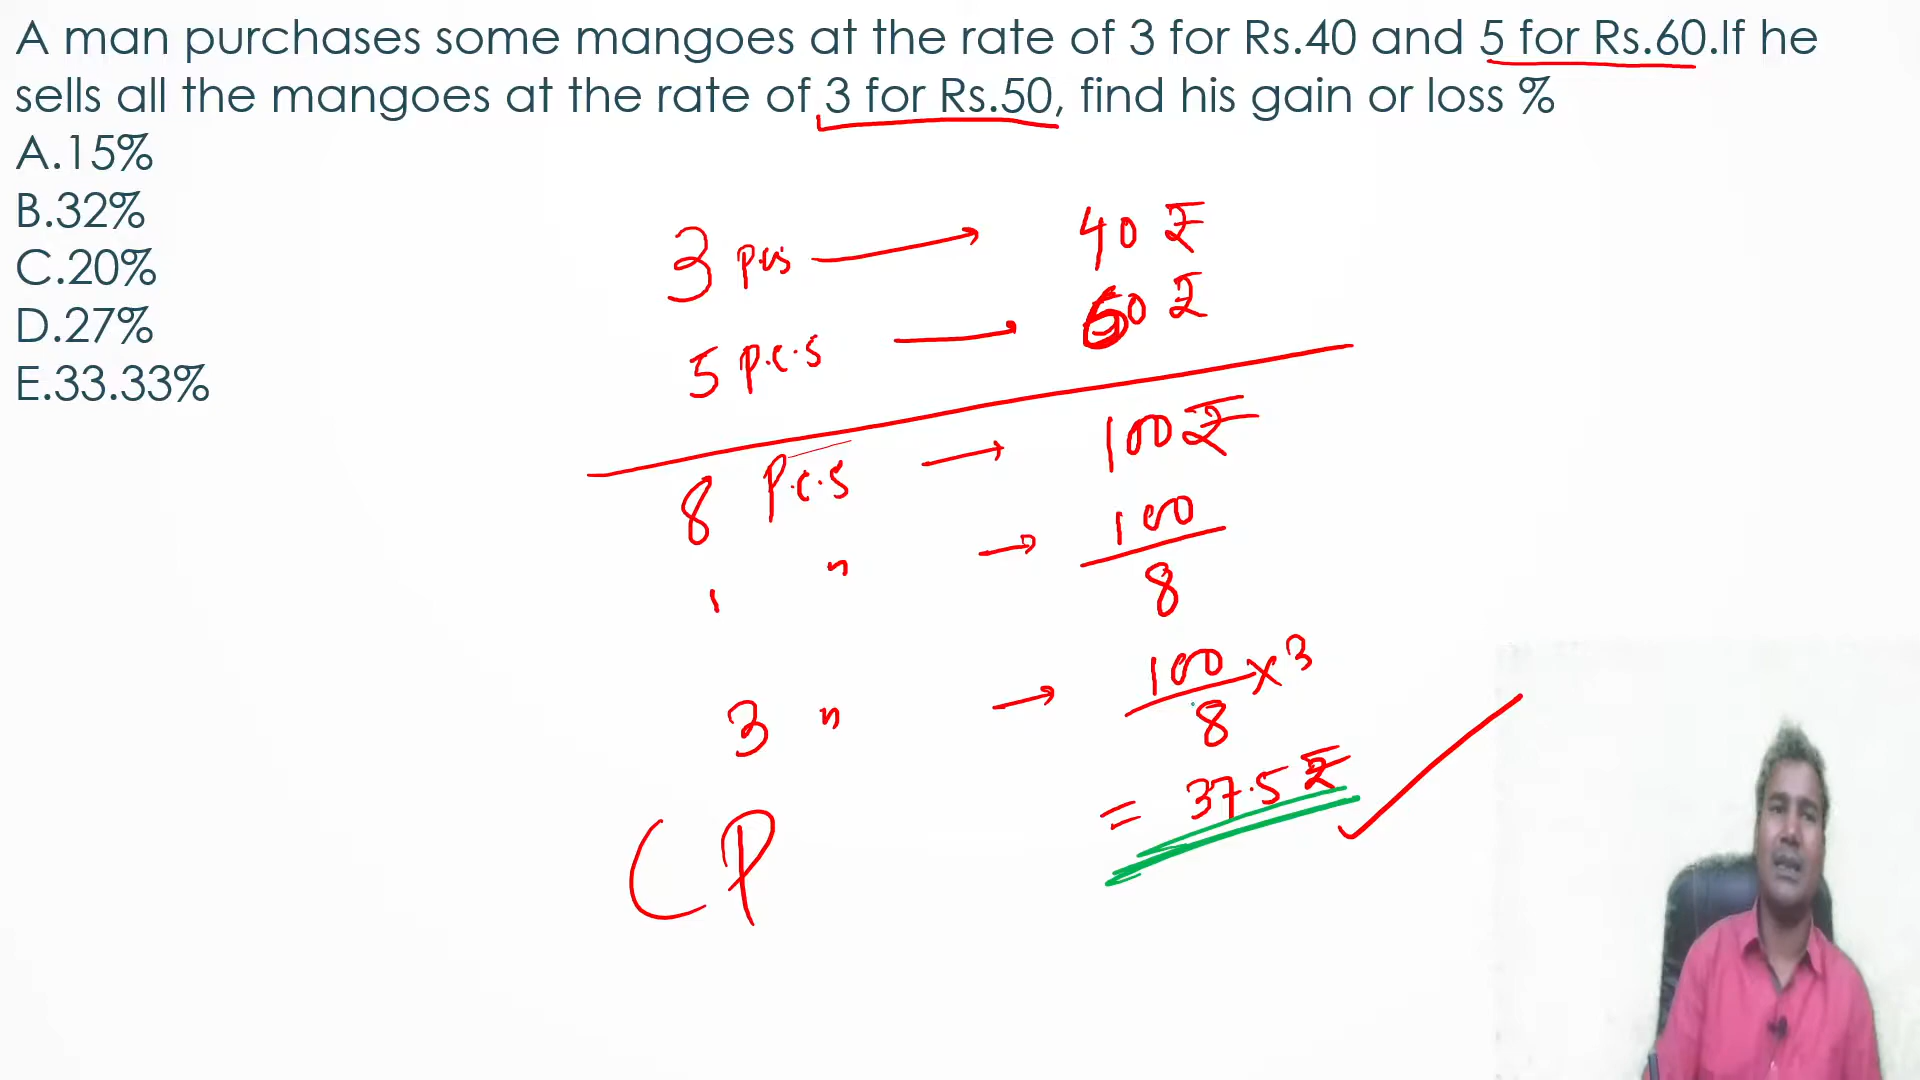 A man purchases some mangoes at the rate of 3 for Rs.40 and 5 for Rs.60.If he
sells all the mangoes at the rate of 3 for Rs.50, find his gain or loss %
A.15%
B.32%
C.20%
D.27%
E.33.33%
3 pcs → 40 ₹
5 p.c.s → 60 ₹
8 p.c.s → 100 ₹
1 " → 100/8
3 " → 100/8 × 3
= 37.5 ₹
CP